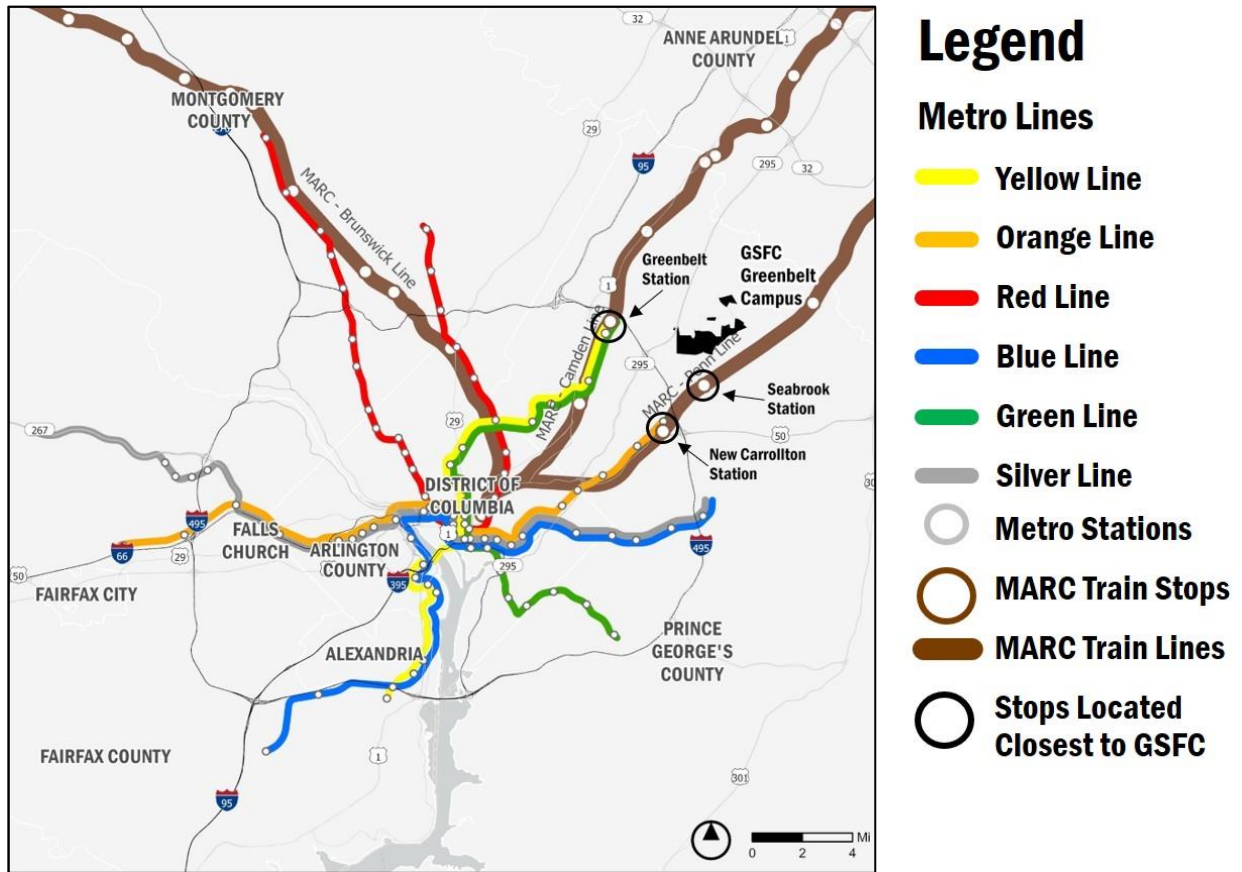 32
ANNE ARUNDEL
COUNTY
1
MONTGOMERY
COUNTY
29
95
295
32
MARC - Brunswick Line
Greenbelt
Station
GSFC
Greenbelt
Campus
1
MARC - Camden Line
295
MARC - Penn Line
Seabrook
Station
29
50
267
New Carrollton
Station
DISTRICT OF
COLUMBIA
495
FALLS
CHURCH
1
66
29
ARLINGTON
COUNTY
495
50
395
295
FAIRFAX CITY
PRINCE
GEORGE'S
COUNTY
ALEXANDRIA
FAIRFAX COUNTY
1
301
95
0 2 4 Mi
Legend
Metro Lines
Yellow Line
Orange Line
Red Line
Blue Line
Green Line
Silver Line
Metro Stations
MARC Train Stops
MARC Train Lines
Stops Located
Closest to GSFC